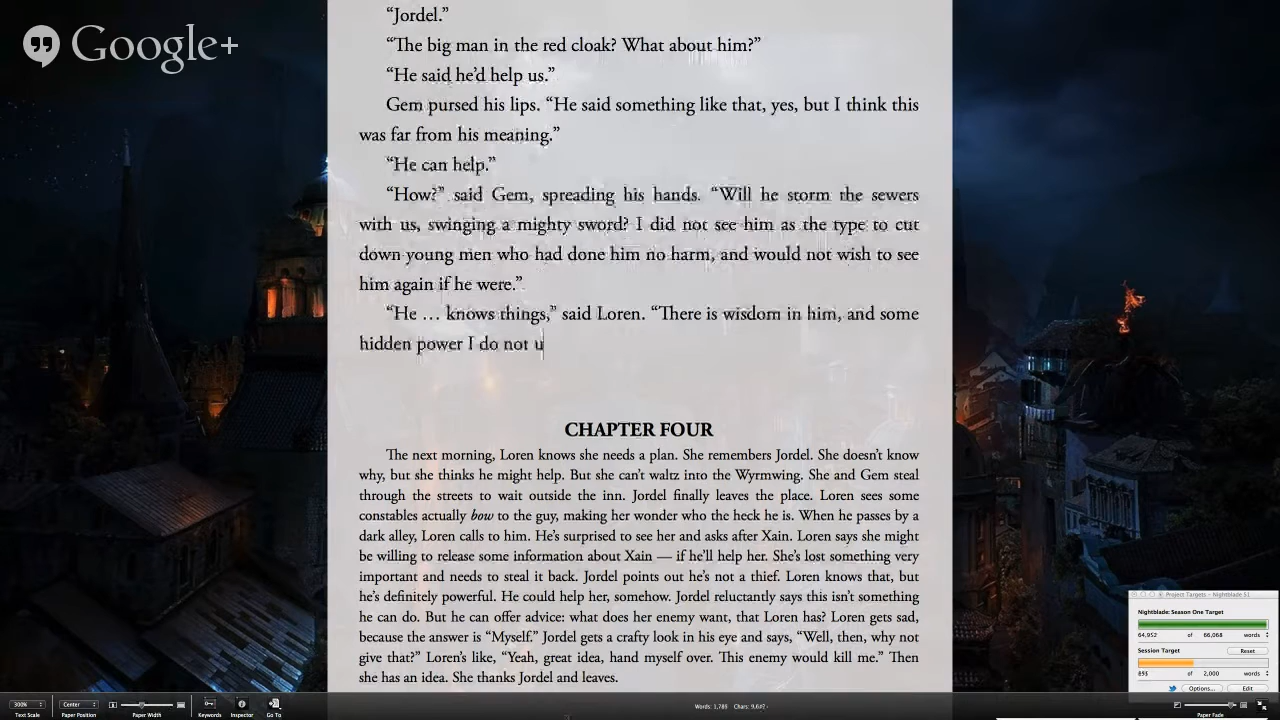 Google+
“Jordel.”
“The big man in the red cloak? What about him?”
“He said he’d help us.”
Gem pursed his lips. “He said something like that, yes, but I think this
was far from his meaning.”
“He can help.”
“How?” said Gem, spreading his hands. “Will he storm the sewers
with us, swinging a mighty sword? I did not see him as the type to cut
down young men who had done him no harm, and would not wish to see
him again if he were.”
“He … knows things,” said Loren. “There is wisdom in him, and some
hidden power I do not u
CHAPTER FOUR
The next morning, Loren knows she needs a plan. She remembers Jordel. She doesn’t know
why, but she thinks he might help. But she can’t waltz into the Wyrmwing. She and Gem steal
through the streets to wait outside the inn. Jordel finally leaves the place. Loren sees some
constables actually bow to the guy, making her wonder who the heck he is. When he passes by a
dark alley, Loren calls to him. He’s surprised to see her and asks after Xain. Loren says she might
be willing to release some information about Xain — if he’ll help her. She’s lost something very
important and needs to steal it back. Jordel points out he’s not a thief. Loren knows that, but
he’s definitely powerful. He could help her, somehow. Jordel reluctantly says this isn’t something
he can do. But he can offer advice: what does her enemy want, that Loren has? Loren gets sad,
because the answer is “Myself.” Jordel gets a crafty look in his eye and says, “Well, then, why not
give that?” Loren’s like, “Yeah, great idea, hand myself over. This enemy would kill me.” Then
she has an idea. She thanks Jordel and leaves.
Project Targets - Nightblade S1
Nightblade: Season One Target
64,952 of 66,068 words
Session Target Reset
895 of 2,000 words
Options... Edit
300% Center
Text Scale Paper Position Paper Width Keywords Inspector Go To
Words: 1,789 Chars:
Paper Fade